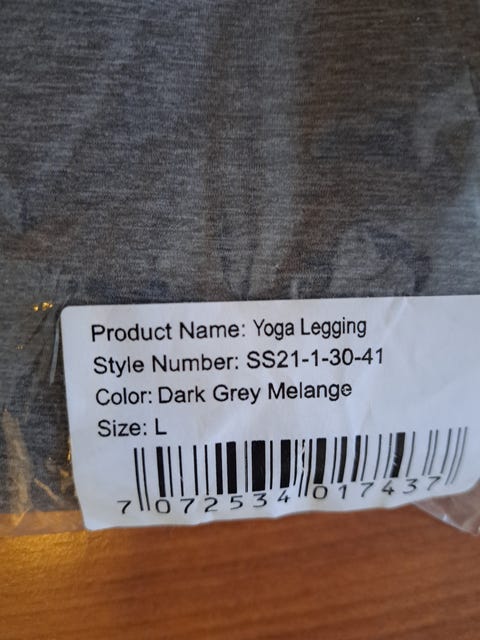 Product Name: Yoga Legging
Style Number: SS21-1-30-41
Color: Dark Grey Melange
Size: L
7 072534 017437